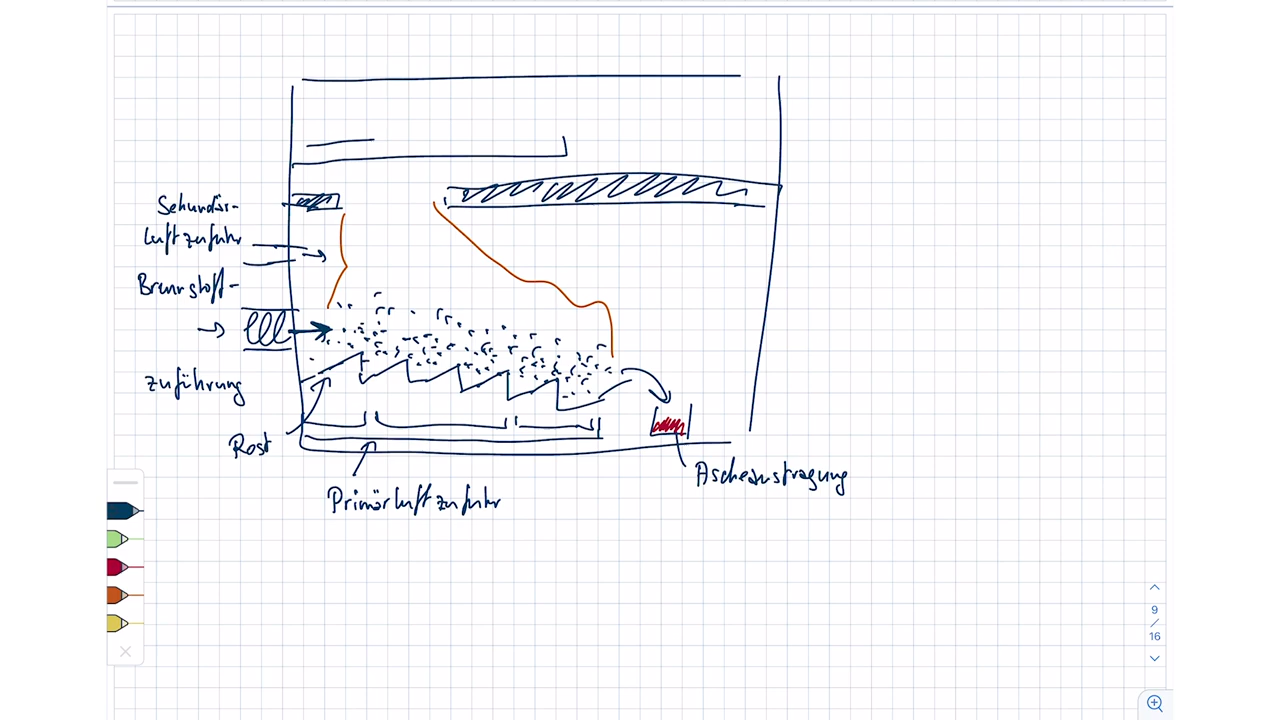 Sekundär-
luftzufuhr
Brennstoff-
zuführung
Rost
Primärluftzufuhr
Ascheaustragung
9
/
16